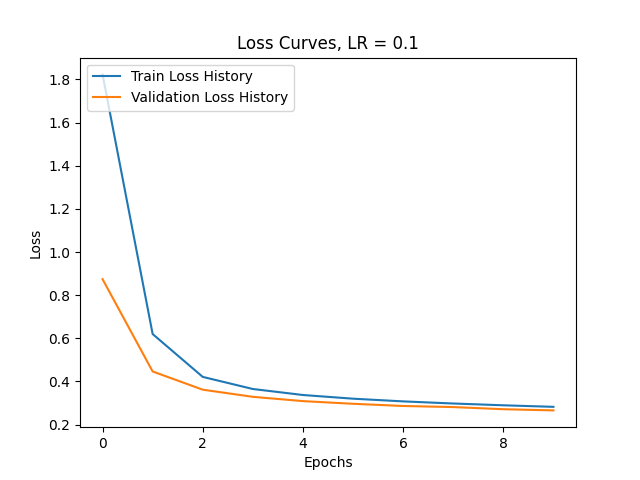 Loss Curves, LR = 0.1
Train Loss History
Validation Loss History
1.8
1.6
1.4
1.2
1.0
0.8
0.6
0.4
0.2
Loss
0 2 4 6 8
Epochs